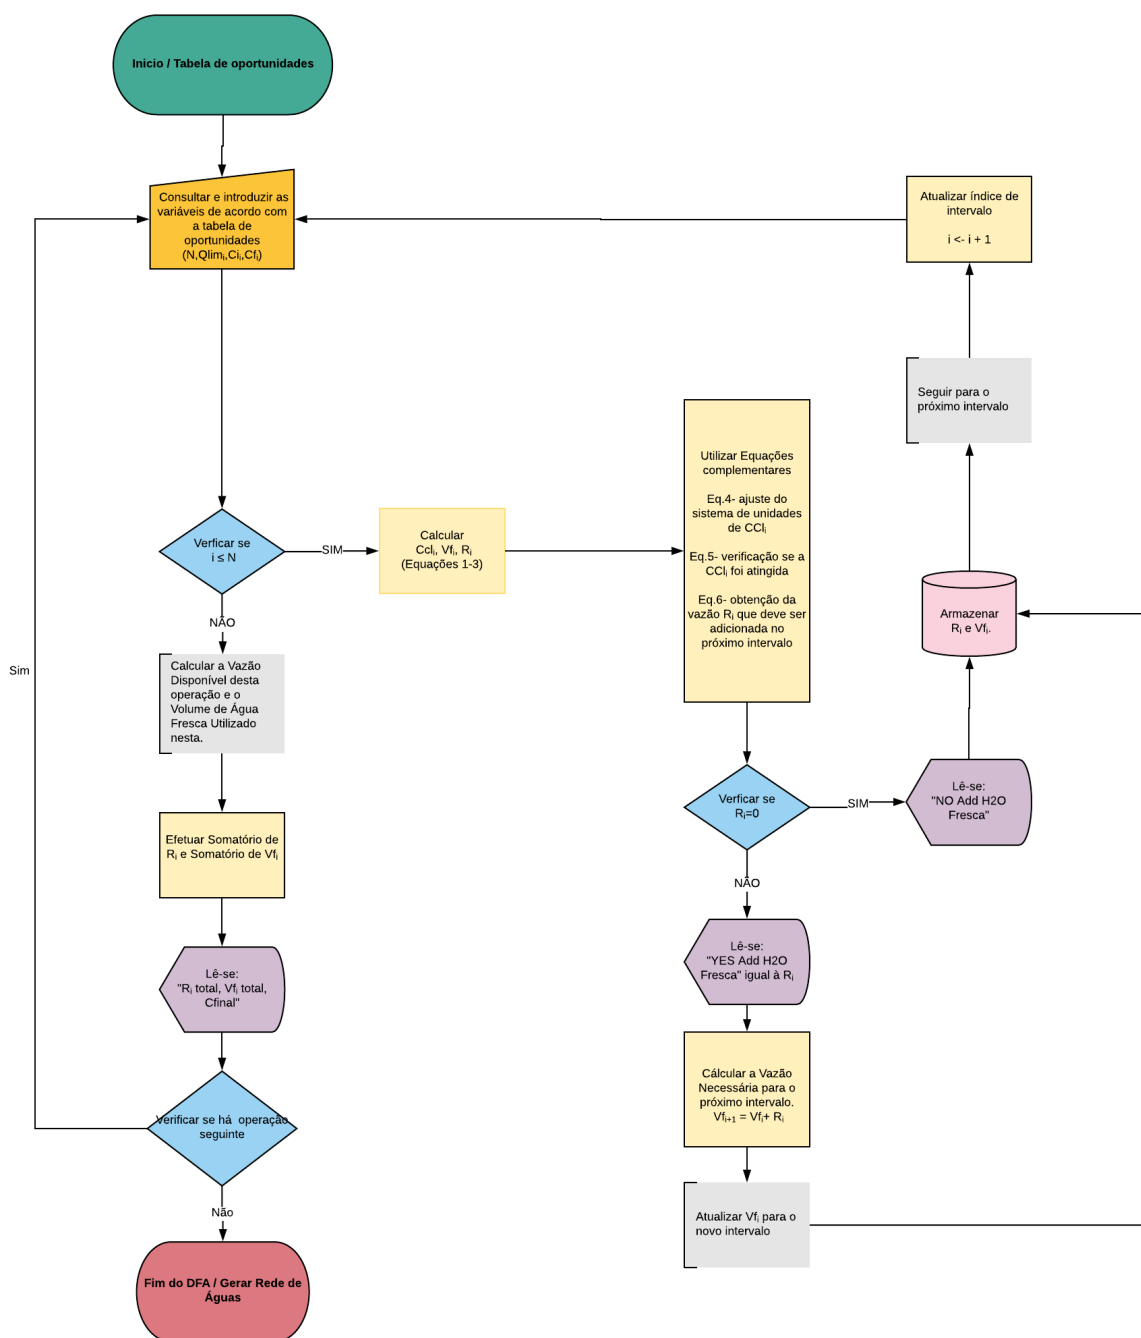 Inicio / Tabela de oportunidades
Consultar e introduzir as
variáveis de acordo com
a tabela de
oportunidades
(N,Qlimᵢ,Ciᵢ,Cfᵢ)
Atualizar índice de
intervalo
i <- i + 1
Seguir para o
próximo intervalo
Utilizar Equações
complementares
Eq.4- ajuste do
sistema de unidades
de CClᵢ
Eq.5- verificação se a
CClᵢ foi atingida
Eq.6- obtenção da
vazão Rᵢ que deve ser
adicionada no
próximo intervalo
Verficar se
i ≤ N
SIM
Calcular
Cclᵢ, Vfᵢ, Rᵢ
(Equações 1-3)
Armazenar
Rᵢ e Vfᵢ.
NÃO
Sim
Calcular a Vazão
Disponível desta
operação e o
Volume de Água
Fresca Utilizado
nesta.
Verficar se
Rᵢ=0
SIM
Lê-se:
"NO Add H2O
Fresca"
Efetuar Somatório de
Rᵢ e Somatório de Vfᵢ
NÃO
Lê-se:
"YES Add H2O
Fresca" igual à Rᵢ
Lê-se:
"Rᵢ total, Vfᵢ total,
Cfinal"
Cálcular a Vazão
Necessária para o
próximo intervalo.
Vfᵢ₊₁ = Vfᵢ+ Rᵢ
Verificar se há operação
seguinte
Não
Atualizar Vfᵢ para o
novo intervalo
Fim do DFA / Gerar Rede de
Águas